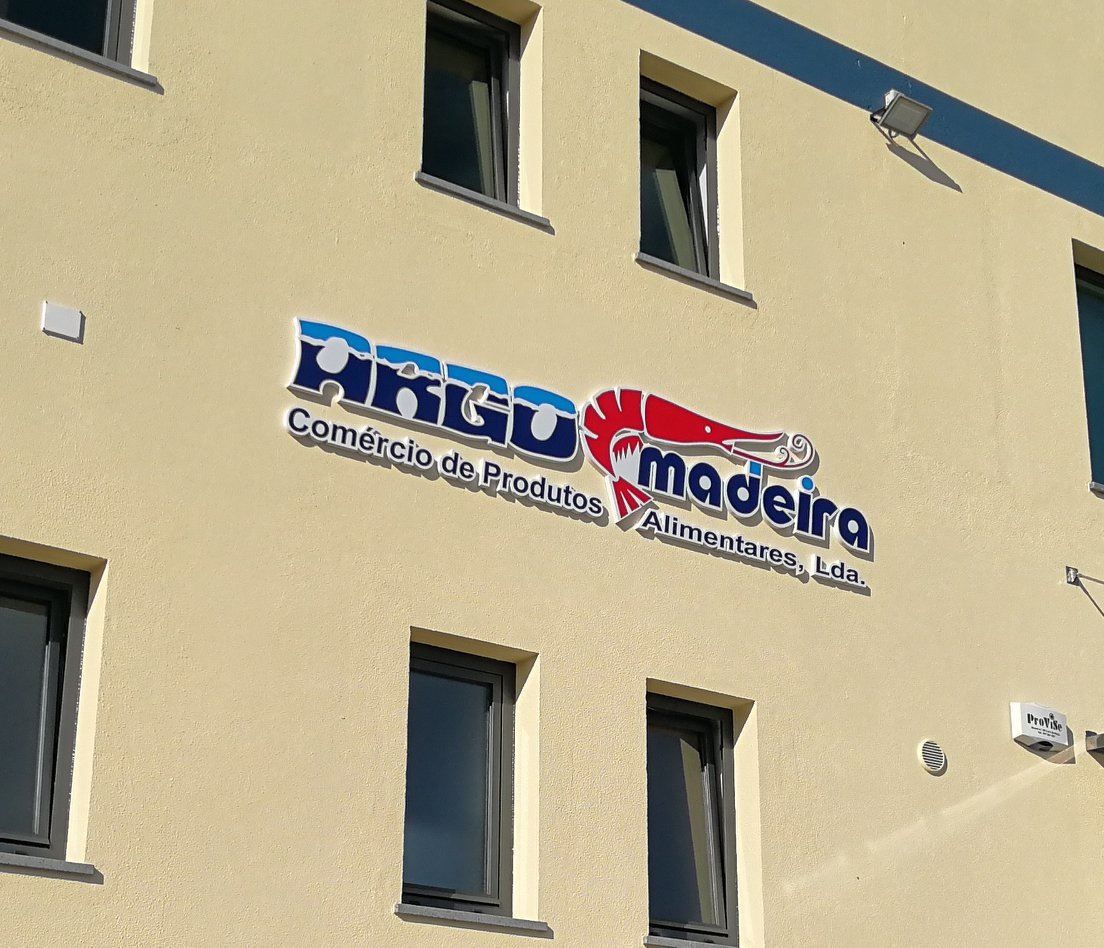 ARGO
madeira
Comércio de Produtos Alimentares, Lda.
ProViSe